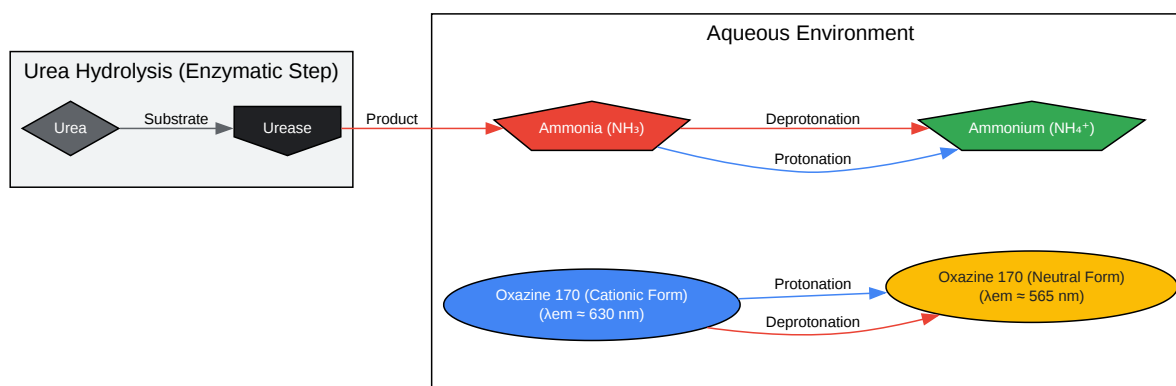 Aqueous Environment
Urea Hydrolysis (Enzymatic Step)
Urea
Substrate
Urease
Product
Ammonia (NH₃)
Deprotonation
Protonation
Ammonium (NH₄⁺)
Oxazine 170 (Cationic Form)
(λem ≈ 630 nm)
Protonation
Deprotonation
Oxazine 170 (Neutral Form)
(λem ≈ 565 nm)